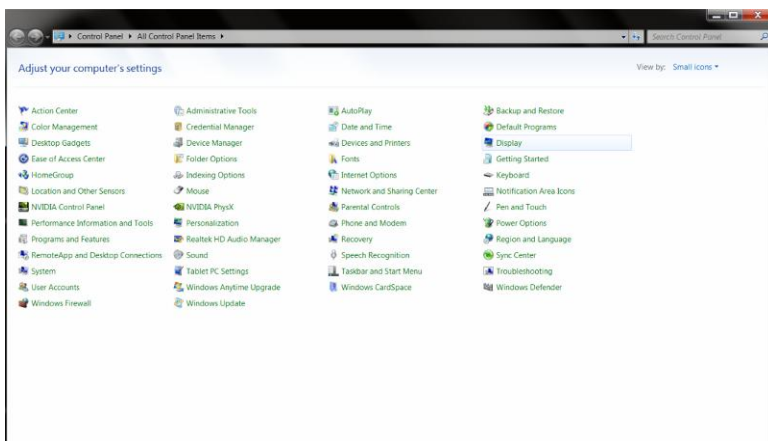 Control Panel ▸ All Control Panel Items ▸ Search Control Panel
Adjust your computer's settings View by: Small icons
Action Center Administrative Tools AutoPlay Backup and Restore
Color Management Credential Manager Date and Time Default Programs
Desktop Gadgets Device Manager Devices and Printers Display
Ease of Access Center Folder Options Fonts Getting Started
HomeGroup Indexing Options Internet Options Keyboard
Location and Other Sensors Mouse Network and Sharing Center Notification Area Icons
NVIDIA Control Panel NVIDIA PhysX Parental Controls Pen and Touch
Performance Information and Tools Personalization Phone and Modem Power Options
Programs and Features Realtek HD Audio Manager Recovery Region and Language
RemoteApp and Desktop Connections Sound Speech Recognition Sync Center
System Tablet PC Settings Taskbar and Start Menu Troubleshooting
User Accounts Windows Anytime Upgrade Windows CardSpace Windows Defender
Windows Firewall Windows Update